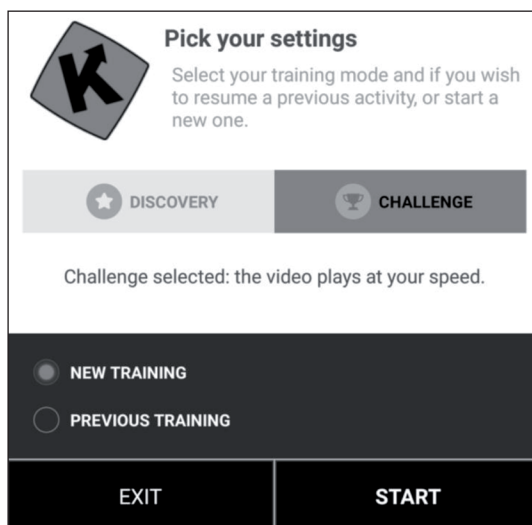 Pick your settings
Select your training mode and if you wish
to resume a previous activity, or start a
new one.
DISCOVERY
CHALLENGE
Challenge selected: the video plays at your speed.
NEW TRAINING
PREVIOUS TRAINING
EXIT
START